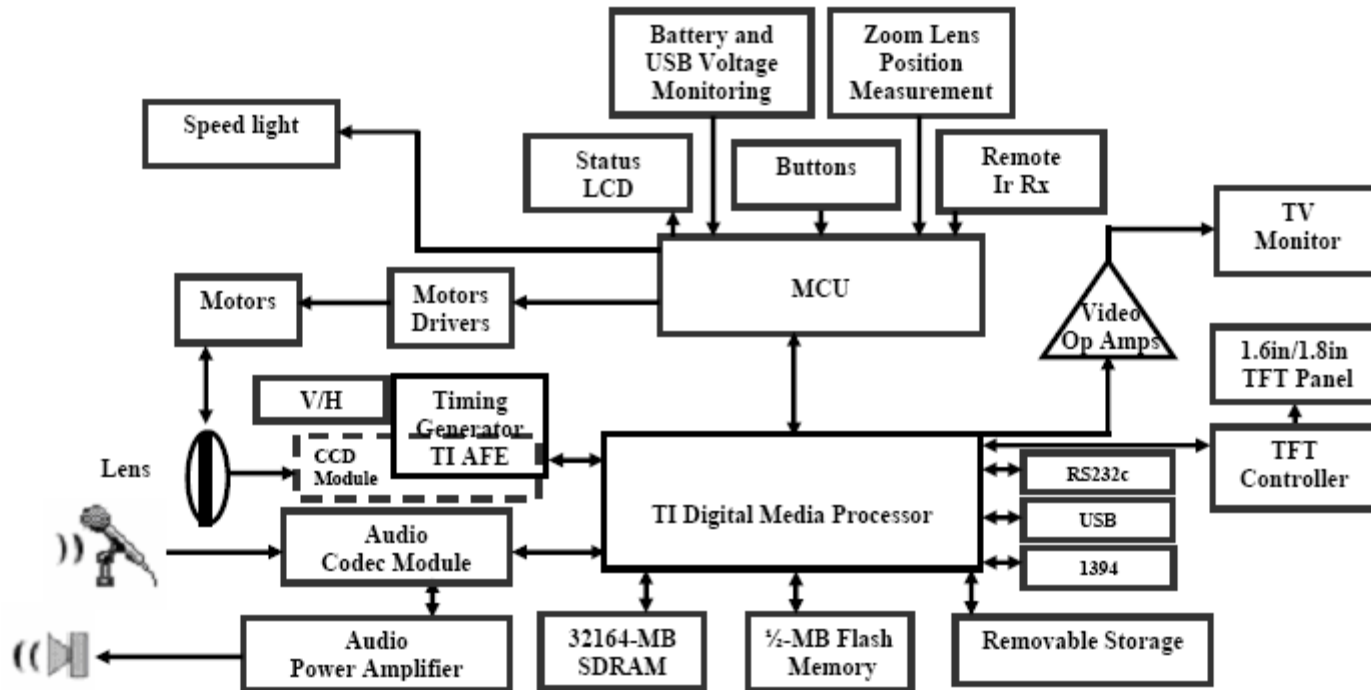 Battery and
USB Voltage
Monitoring
Zoom Lens
Position
Measurement
Speed light
Status
LCD
Buttons
Remote
Ir Rx
TV
Monitor
MCU
Motors
Motors
Drivers
Video
Op Amps
1.6in/1.8in
TFT Panel
V/H
Timing
Generator
TI AFE
CCD
Module
Lens
TI Digital Media Processor
RS232c
USB
1394
TFT
Controller
Audio
Codec Module
Audio
Power Amplifier
32164-MB
SDRAM
½-MB Flash
Memory
Removable Storage